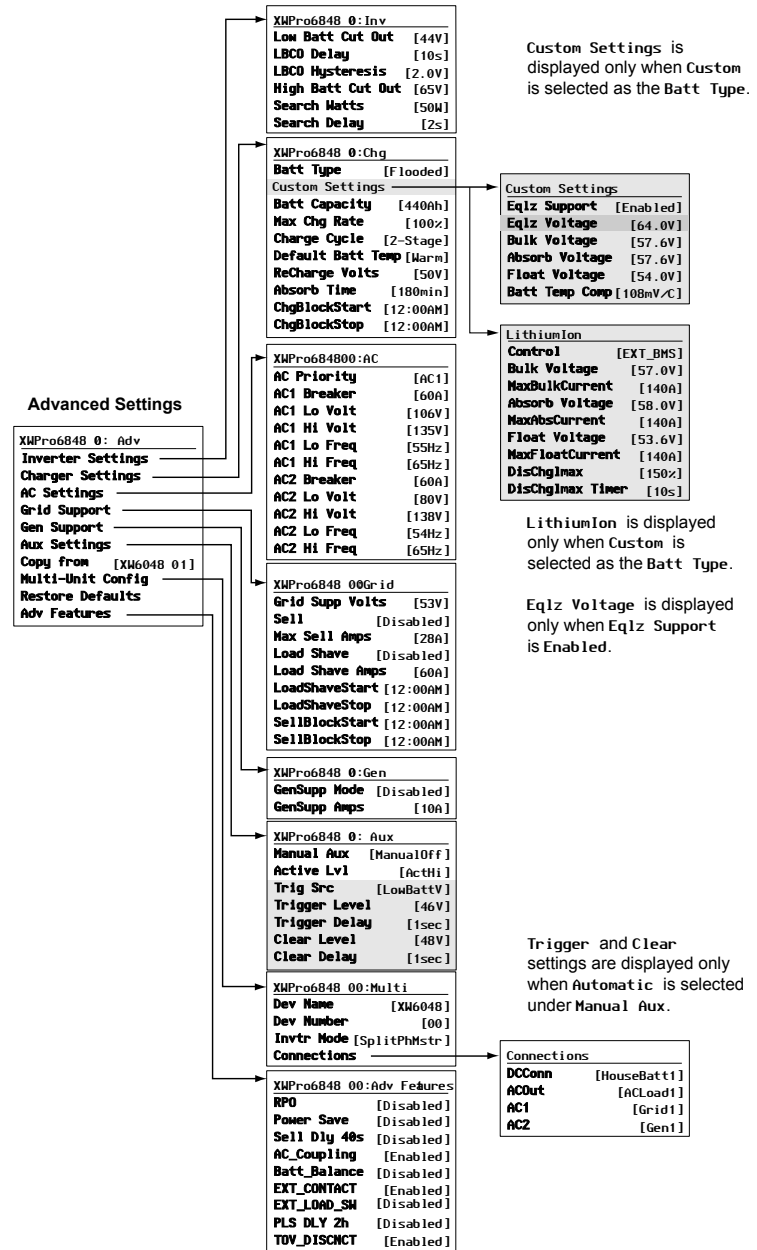 Advanced Settings
XWPro6848 0: Adv
Inverter Settings
Charger Settings
AC Settings
Grid Support
Gen Support
Aux Settings
Copy from [XW6048 01]
Multi-Unit Config
Restore Defaults
Adv Features
XWPro6848 0:Inv
Low Batt Cut Out [44V]
LBCO Delay [10s]
LBCO Hysteresis [2.0V]
High Batt Cut Out [65V]
Search Watts [50W]
Search Delay [2s]
XWPro6848 0:Chg
Batt Type [Flooded]
Custom Settings
Batt Capacity [440Ah]
Max Chg Rate [100%]
Charge Cycle [2-Stage]
Default Batt Temp [Warm]
ReCharge Volts [50V]
Absorb Time [180min]
ChgBlockStart [12:00AM]
ChgBlockStop [12:00AM]
XWPro684800:AC
AC Priority [AC1]
AC1 Breaker [60A]
AC1 Lo Volt [106V]
AC1 Hi Volt [135V]
AC1 Lo Freq [55Hz]
AC1 Hi Freq [65Hz]
AC2 Breaker [60A]
AC2 Lo Volt [80V]
AC2 Hi Volt [138V]
AC2 Lo Freq [54Hz]
AC2 Hi Freq [65Hz]
XWPro6848 00Grid
Grid Supp Volts [53V]
Sell [Disabled]
Max Sell Amps [28A]
Load Shave [Disabled]
Load Shave Amps [60A]
LoadShaveStart [12:00AM]
LoadShaveStop [12:00AM]
SellBlockStart [12:00AM]
SellBlockStop [12:00AM]
XWPro6848 0:Gen
GenSupp Mode [Disabled]
GenSupp Amps [10A]
XWPro6848 0: Aux
Manual Aux [ManualOff]
Active Lvl [ActHi]
Trig Src [LowBattV]
Trigger Level [46V]
Trigger Delay [1sec]
Clear Level [48V]
Clear Delay [1sec]
XWPro6848 00:Multi
Dev Name [XW6048]
Dev Number [00]
Invtr Mode [SplitPhMstr]
Connections
XWPro6848 00:Adv Features
RPO [Disabled]
Power Save [Disabled]
Sell Dly 40s [Disabled]
AC_Coupling [Enabled]
Batt_Balance [Disabled]
EXT_CONTACT [Enabled]
EXT_LOAD_SW [Disabled]
PLS DLY 2h [Disabled]
TOV_DISCNCT [Enabled]
Custom Settings is
displayed only when Custom
is selected as the Batt Type.
Custom Settings
Eqlz Support [Enabled]
Eqlz Voltage [64.0V]
Bulk Voltage [57.6V]
Absorb Voltage [57.6V]
Float Voltage [54.0V]
Batt Temp Comp [108mV/C]
LithiumIon
Control [EXT_BMS]
Bulk Voltage [57.0V]
MaxBulkCurrent [140A]
Absorb Voltage [58.0V]
MaxAbsCurrent [140A]
Float Voltage [53.6V]
MaxFloatCurrent [140A]
DisChgImax [150%]
DisChgImax Timer [10s]
LithiumIon is displayed
only when Custom is
selected as the Batt Type.
Eqlz Voltage is displayed
only when Eqlz Support
is Enabled.
Trigger and Clear
settings are displayed only
when Automatic is selected
under Manual Aux.
Connections
DCConn [HouseBatt1]
ACOut [ACLoad1]
AC1 [Grid1]
AC2 [Gen1]